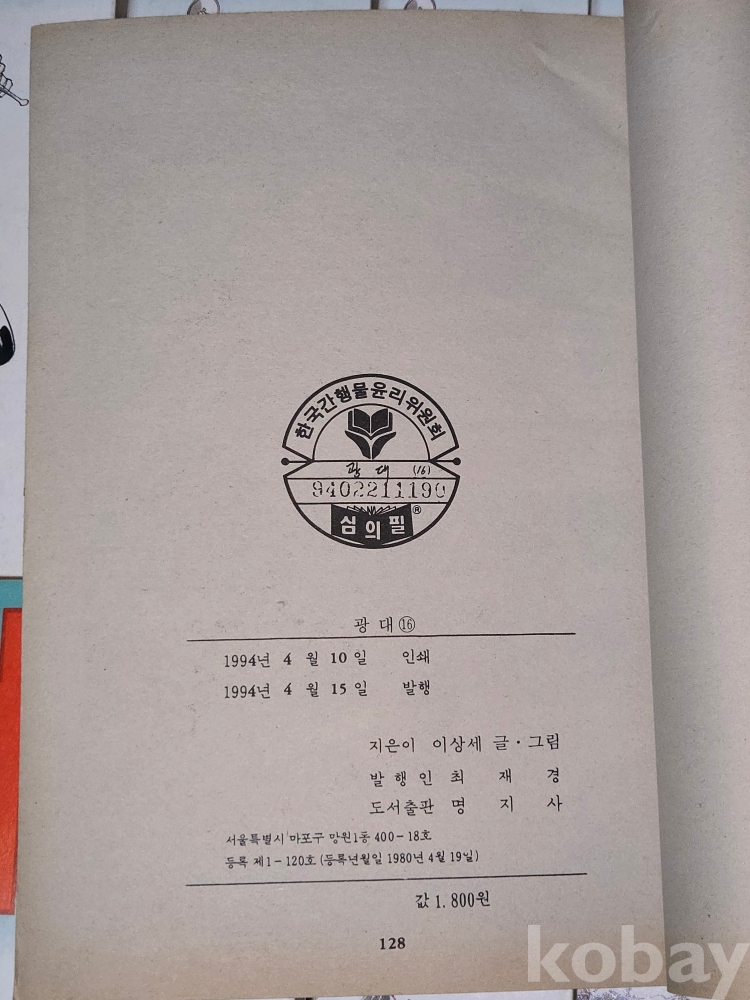 한국간행물윤리위원회
광 대 (16)
9402211190
심의필 ®
광 대 ⑯
1994년 4 월 10 일 인쇄
1994년 4 월 15 일 발행
지은이 이상세 글 · 그림
발 행 인 최 재 경
도서출판 명 지 사
서울특별시 마포구 망원1동 400-18호
등록 제1-120호 (등록년월일 1980년 4월 19일)
값 1. 800원
128
kobay